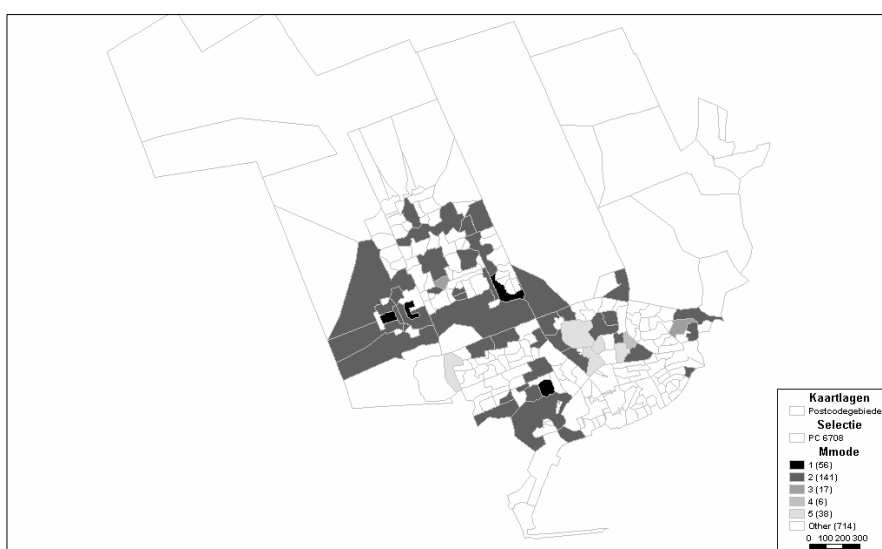 Kaartlagen
Postcodegebiede
Selectie
PC 6708
Mmode
1 (56)
2 (141)
3 (17)
4 (6)
5 (38)
Other (714)
0 100 200 300